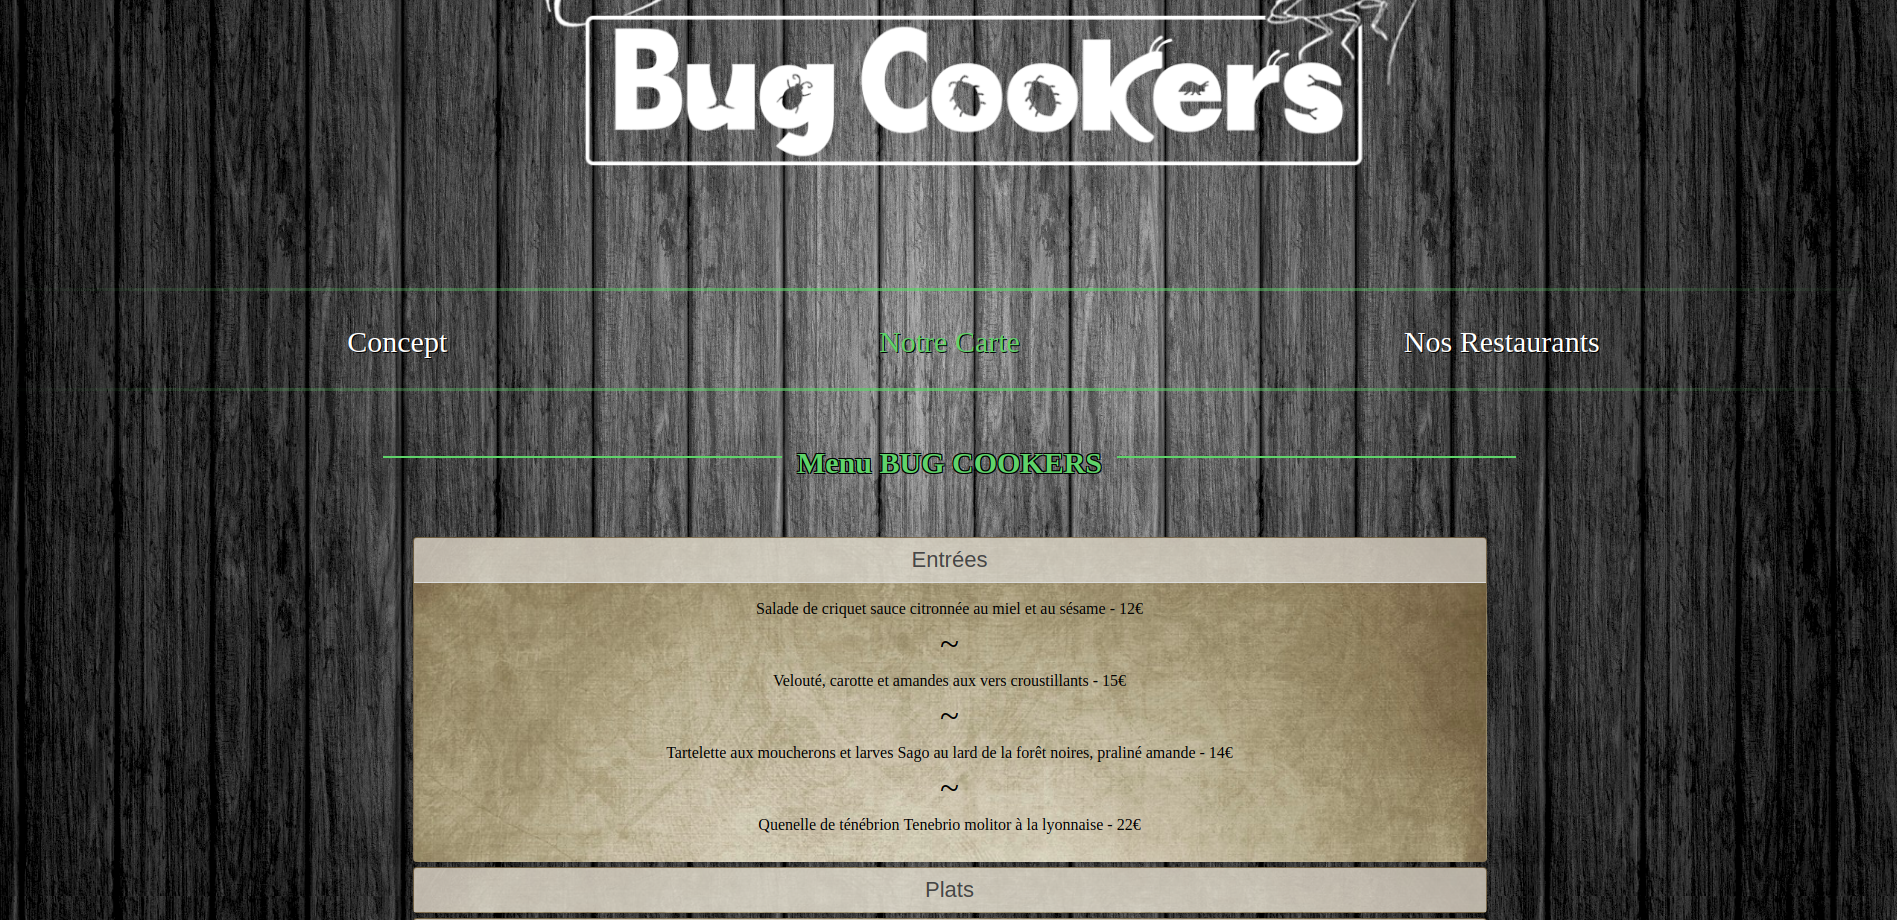 Bug Cookers
Concept
Notre Carte
Nos Restaurants
Menu BUG COOKERS
Entrées
Salade de criquet sauce citronnée au miel et au sésame - 12€
~
Velouté, carotte et amandes aux vers croustillants - 15€
~
Tartelette aux moucherons et larves Sago au lard de la forêt noires, praliné amande - 14€
~
Quenelle de ténébrion Tenebrio molitor à la lyonnaise - 22€
Plats